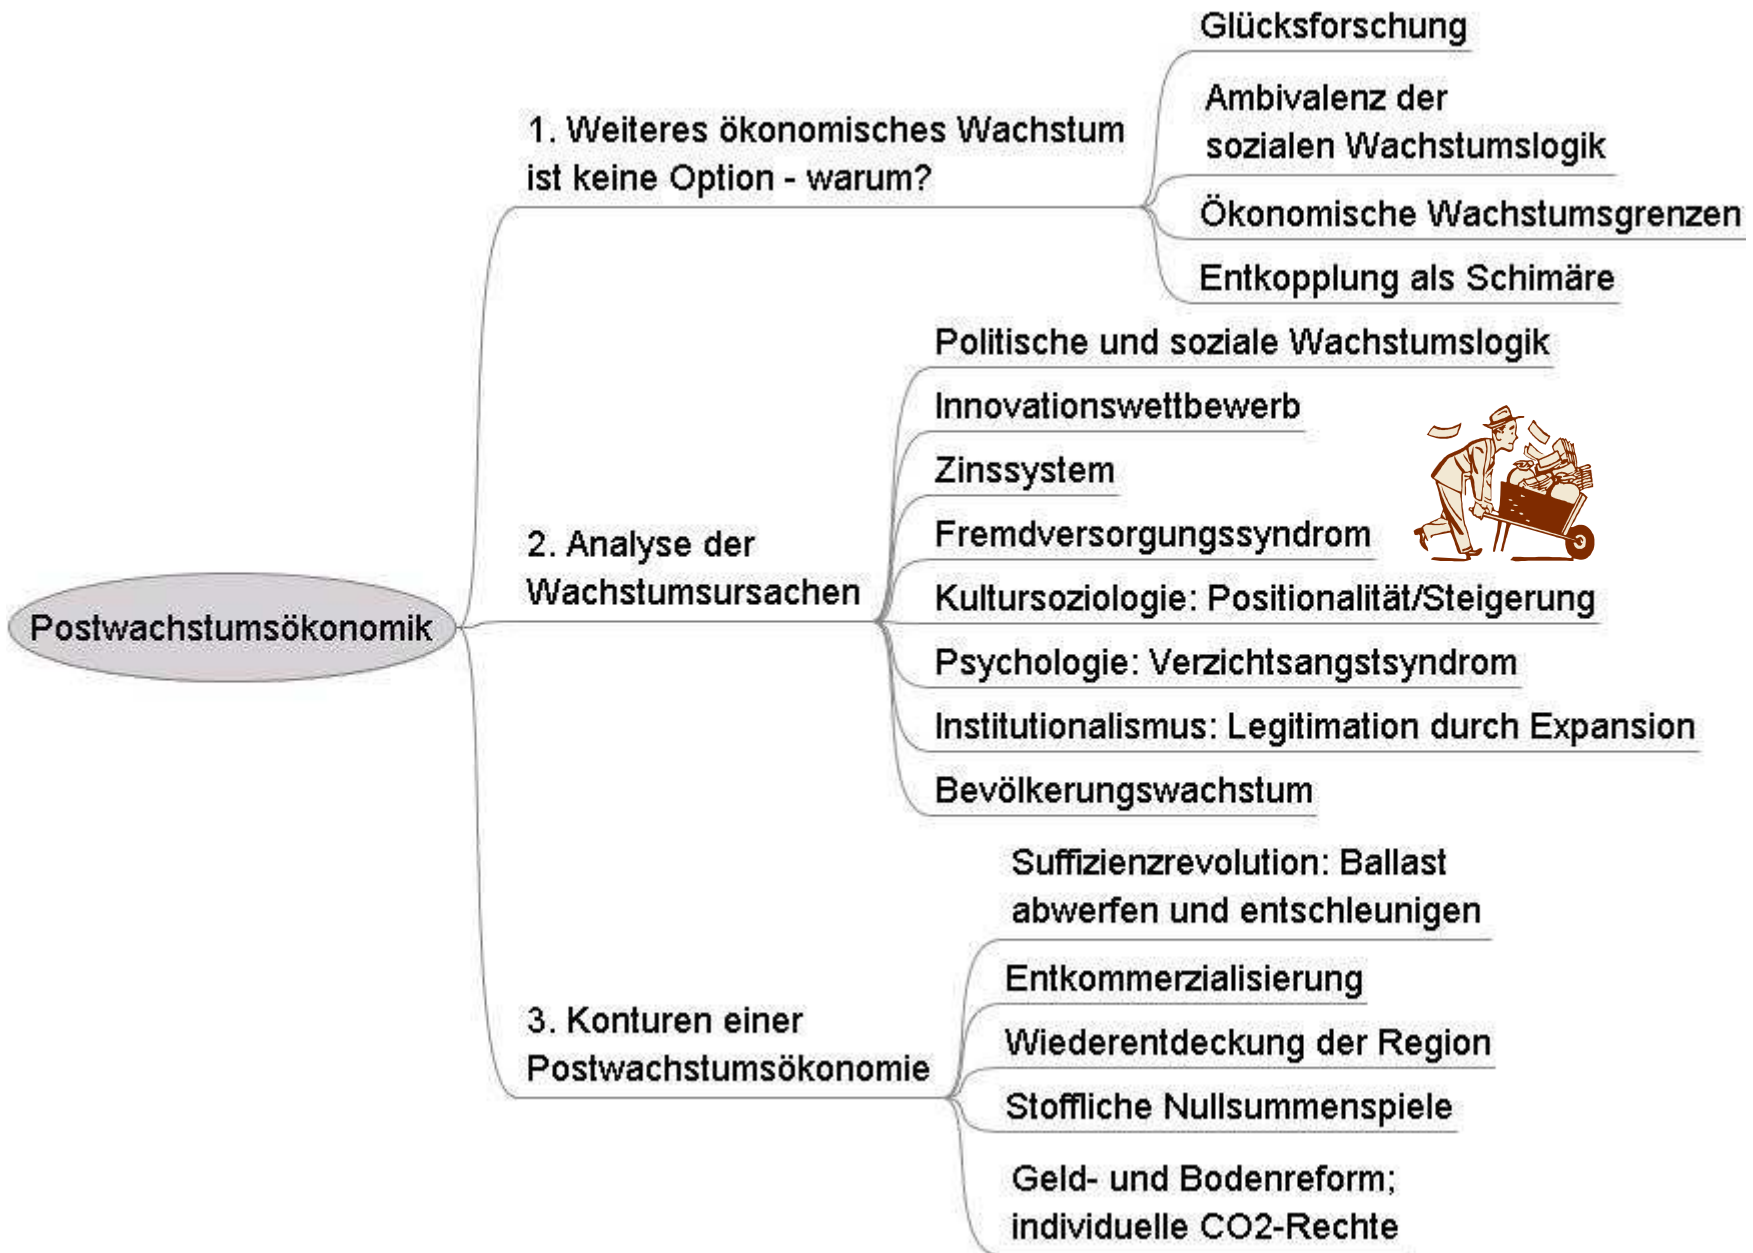 Postwachstumsökonomik
1. Weiteres ökonomisches Wachstum
ist keine Option - warum?
Glücksforschung
Ambivalenz der
sozialen Wachstumslogik
Ökonomische Wachstumsgrenzen
Entkopplung als Schimäre
2. Analyse der
Wachstumsursachen
Politische und soziale Wachstumslogik
Innovationswettbewerb
Zinssystem
Fremdversorgungssyndrom
Kultursoziologie: Positionalität/Steigerung
Psychologie: Verzichtsangstsyndrom
Institutionalismus: Legitimation durch Expansion
Bevölkerungswachstum
3. Konturen einer
Postwachstumsökonomie
Suffizienzrevolution: Ballast
abwerfen und entschleunigen
Entkommerzialisierung
Wiederentdeckung der Region
Stoffliche Nullsummenspiele
Geld- und Bodenreform;
individuelle CO2-Rechte